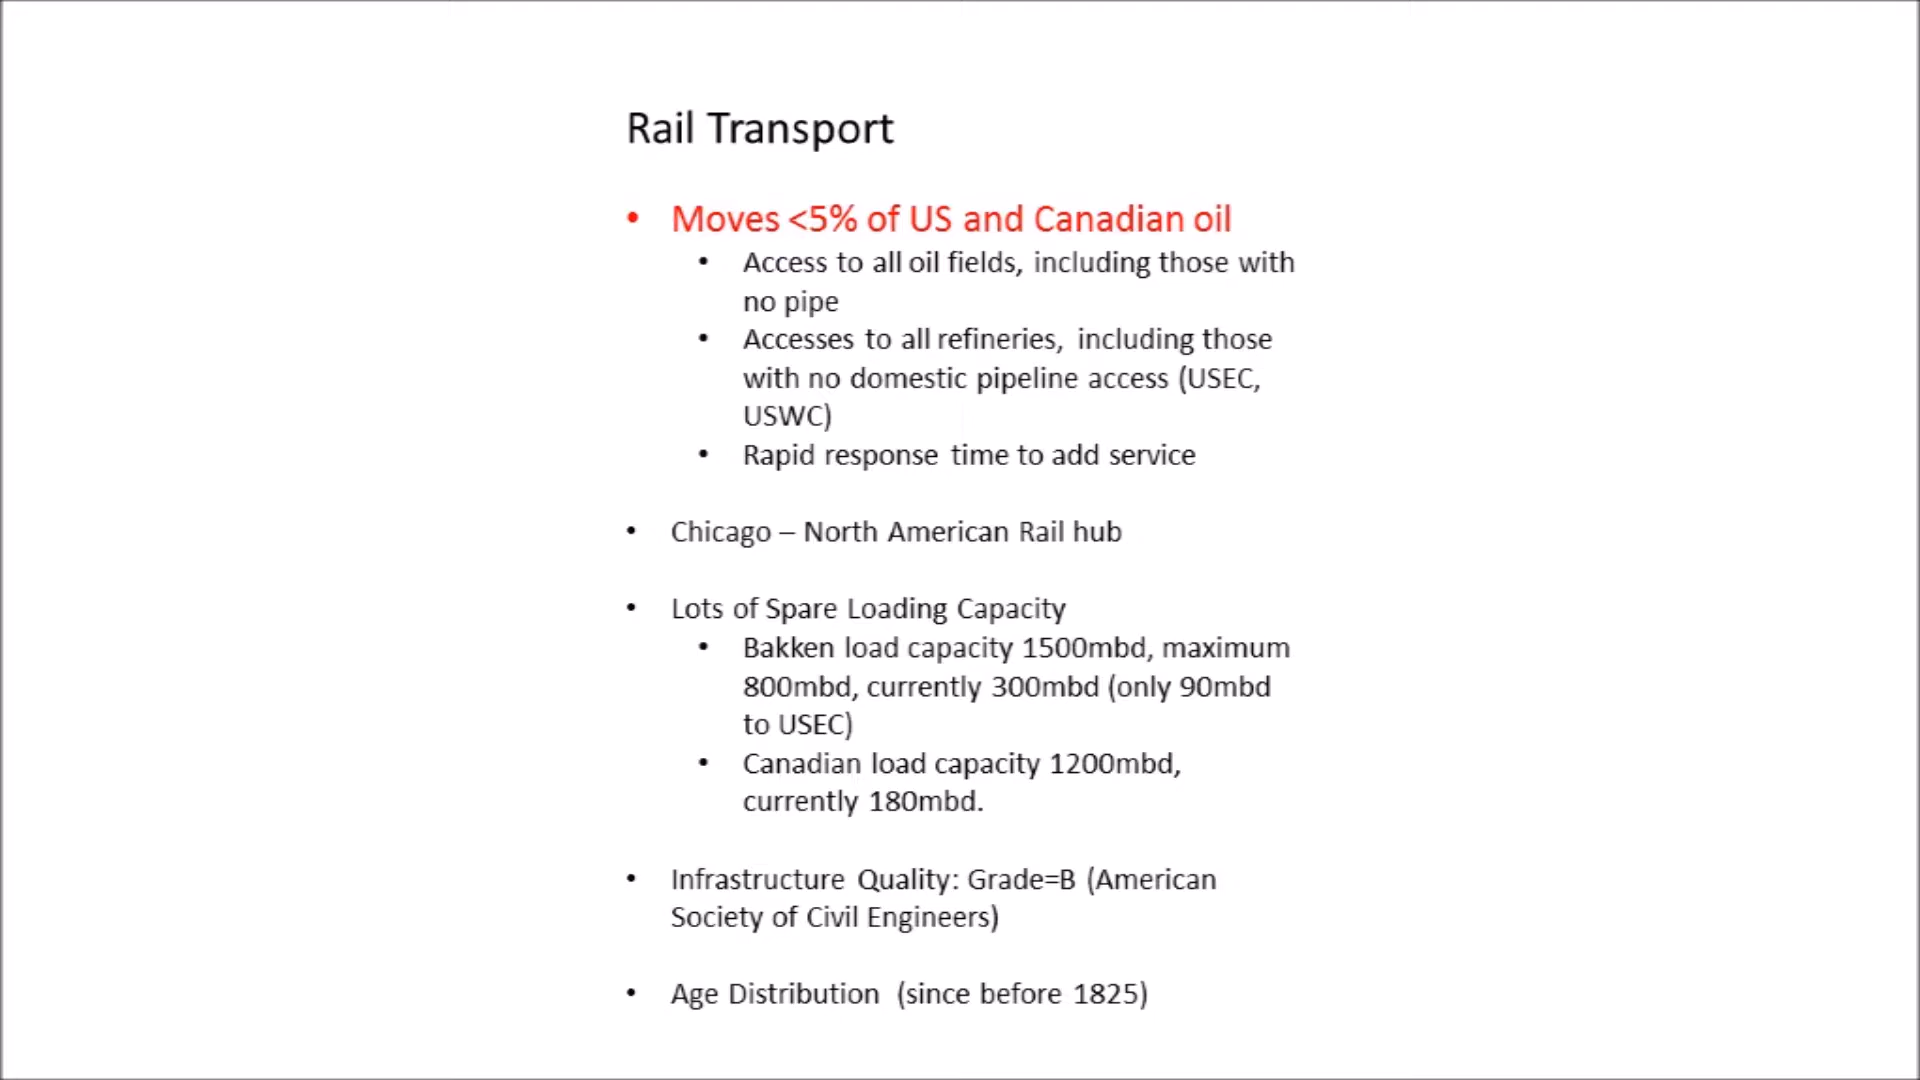 Rail Transport
• Moves <5% of US and Canadian oil
• Access to all oil fields, including those with
no pipe
• Accesses to all refineries, including those
with no domestic pipeline access (USEC,
USWC)
• Rapid response time to add service
• Chicago – North American Rail hub
• Lots of Spare Loading Capacity
• Bakken load capacity 1500mbd, maximum
800mbd, currently 300mbd (only 90mbd
to USEC)
• Canadian load capacity 1200mbd,
currently 180mbd.
• Infrastructure Quality: Grade=B (American
Society of Civil Engineers)
• Age Distribution (since before 1825)